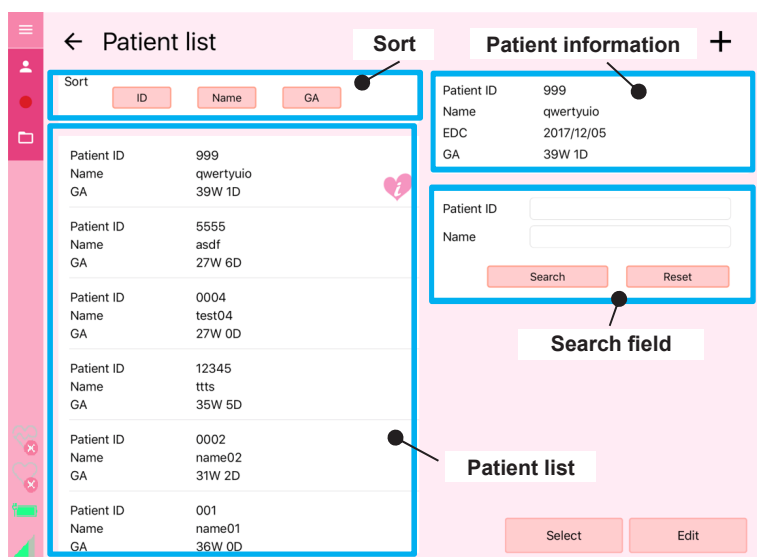 Patient list
Sort
Patient information
Sort
ID Name GA
Patient ID 999
Name qwertyuio
EDC 2017/12/05
GA 39W 1D
Patient ID 999
Name qwertyuio
GA 39W 1D
i
Patient ID 5555
Name asdf
GA 27W 6D
Patient ID 0004
Name test04
GA 27W 0D
Patient ID 12345
Name ttts
GA 35W 5D
Patient ID 0002
Name name02
GA 31W 2D
Patient ID 001
Name name01
GA 36W 0D
Patient ID
Name
Search Reset
Search field
Patient list
Select Edit